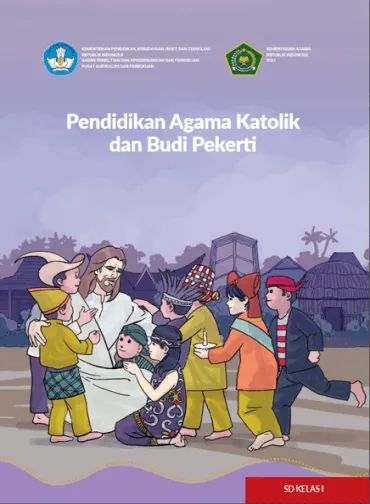 KEMENTERIAN PENDIDIKAN, KEBUDAYAAN, RISET, DAN TEKNOLOGI
REPUBLIK INDONESIA
BADAN PENELITIAN DAN PENGEMBANGAN DAN PERBUKUAN
PUSAT KURIKULUM DAN PERBUKUAN
KEMENTERIAN AGAMA
REPUBLIK INDONESIA
2021
Pendidikan Agama Katolik
dan Budi Pekerti
SD KELAS I